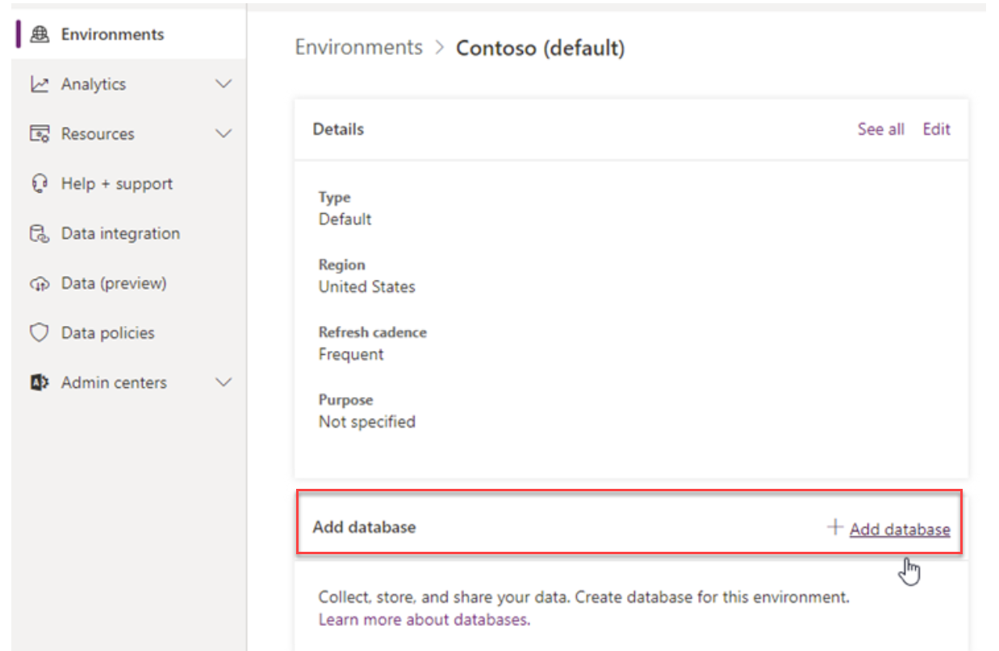 Environments
Analytics
Resources
Help + support
Data integration
Data (preview)
Data policies
Admin centers
Environments > Contoso (default)
Details
See all Edit
Type
Default
Region
United States
Refresh cadence
Frequent
Purpose
Not specified
Add database
+ Add database
Collect, store, and share your data. Create database for this environment.
Learn more about databases.